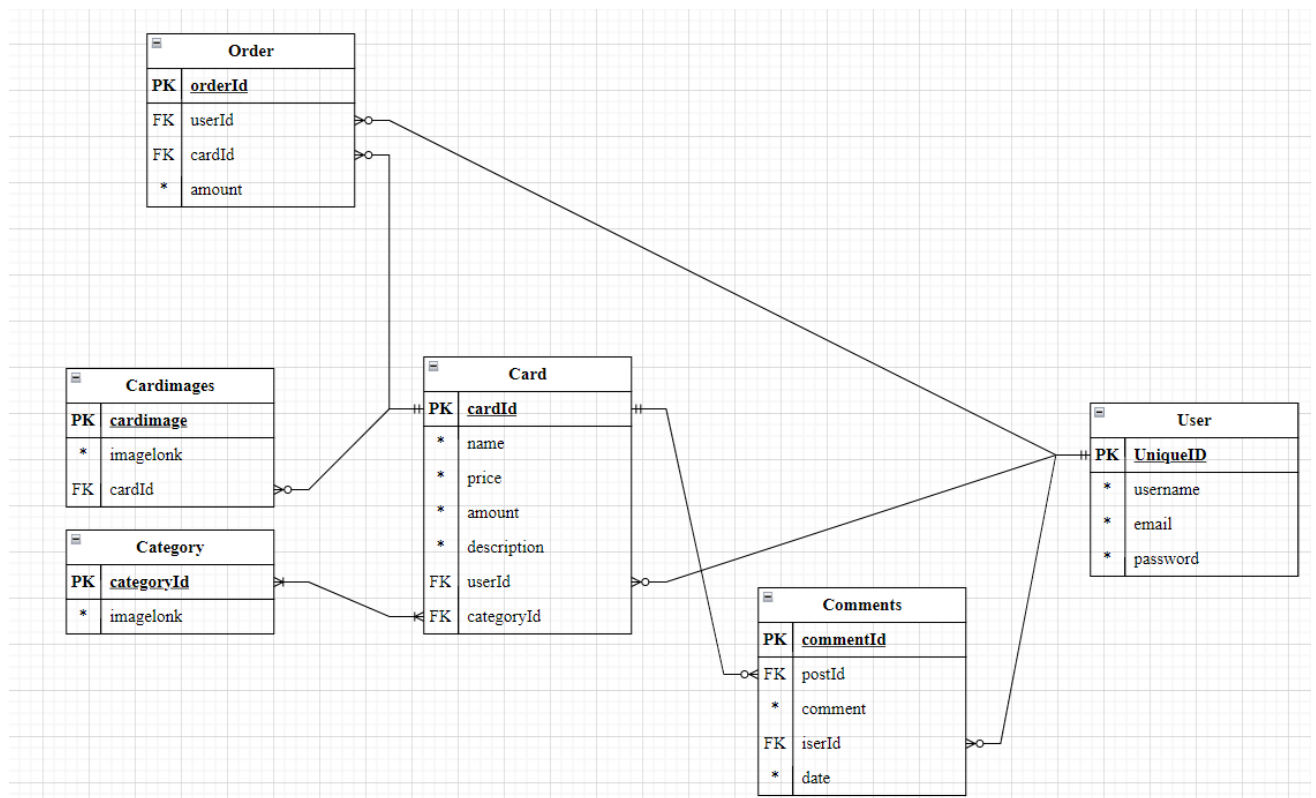 Order
PK orderId
FK userId
FK cardId
* amount
Cardimages
PK cardimage
* imagelonk
FK cardId
Category
PK categoryId
* imagelonk
Card
PK cardId
* name
* price
* amount
* description
FK userId
FK categoryId
Comments
PK commentId
FK postId
* comment
FK iserId
* date
User
PK UniqueID
* username
* email
* password